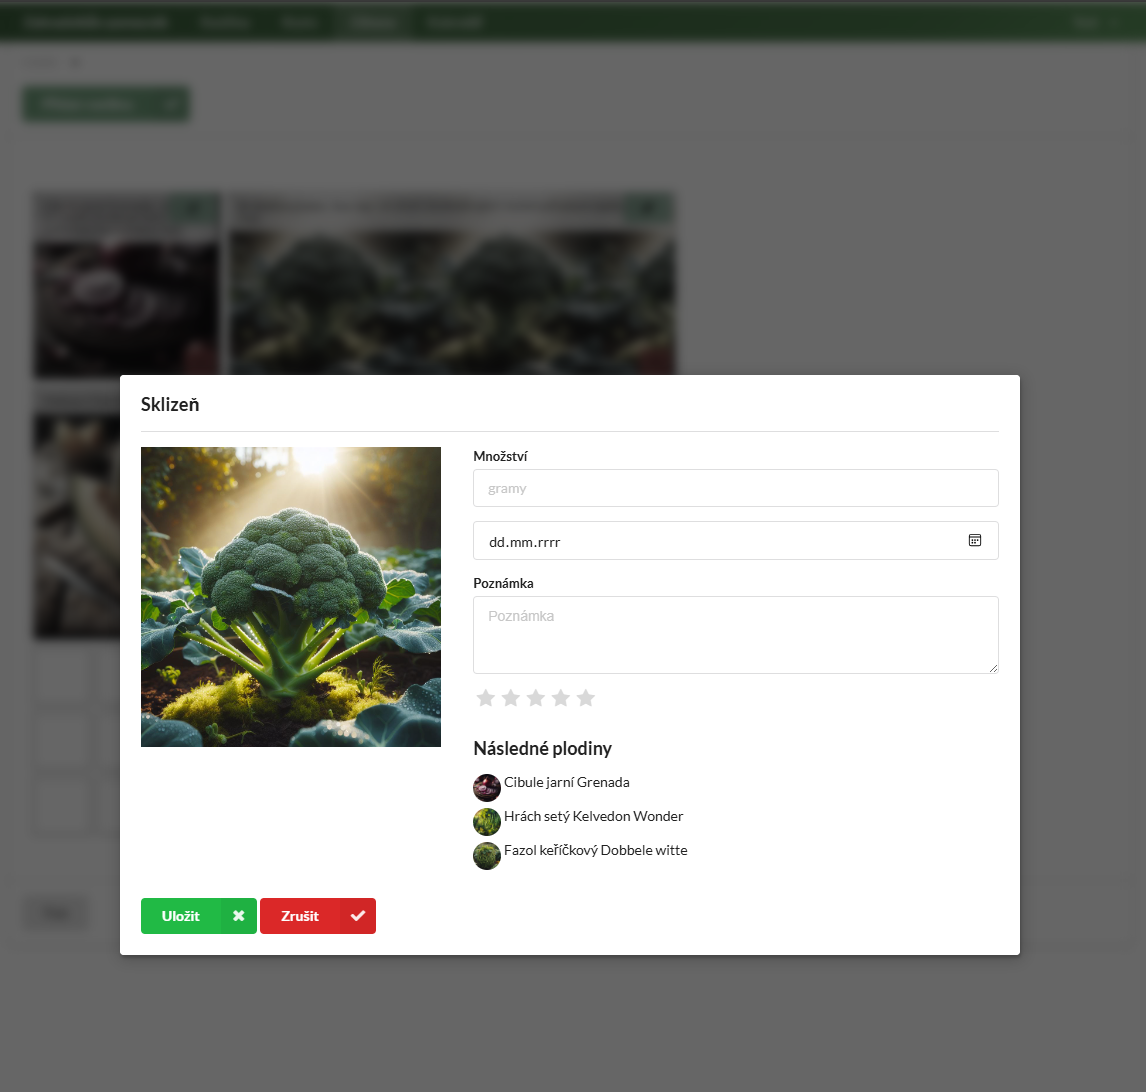 Sklizeň
Množství
gramy
dd.mm.rrrr
Poznámka
Poznámka
Následné plodiny
Cibule jarní Grenada
Hrách setý Kelvedon Wonder
Fazol keříčkový Dobbele witte
Uložit
Zrušit